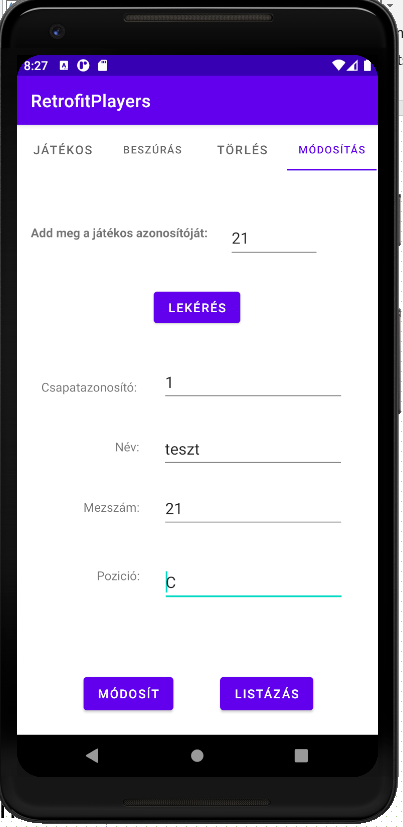 8:27
RetrofitPlayers
JÁTÉKOS BESZÚRÁS TÖRLÉS MÓDOSÍTÁS
Add meg a játékos azonosítóját: 21
LEKÉRÉS
Csapatazonosító: 1
Név: teszt
Mezszám: 21
Pozíció: C
MÓDOSÍT LISTÁZÁS